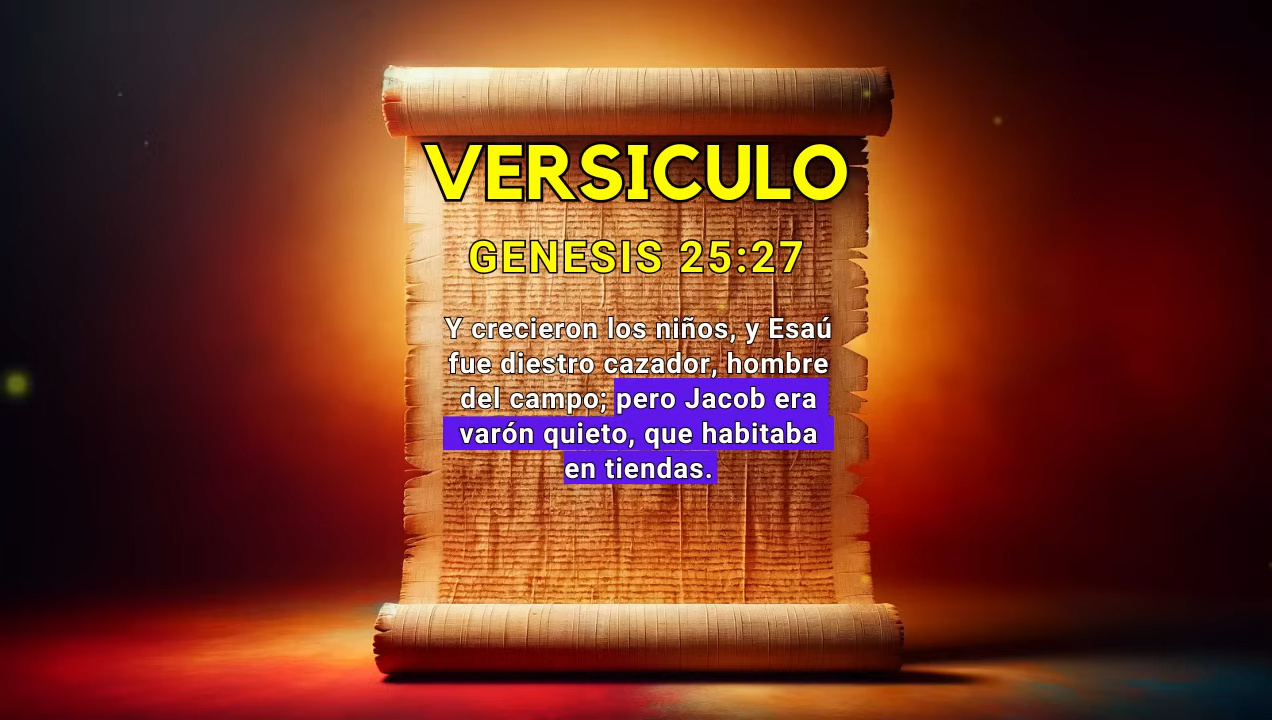 VERSICULO
GENESIS 25:27
Y crecieron los niños, y Esaú
fue diestro cazador, hombre
del campo; pero Jacob era
varón quieto, que habitaba
en tiendas.